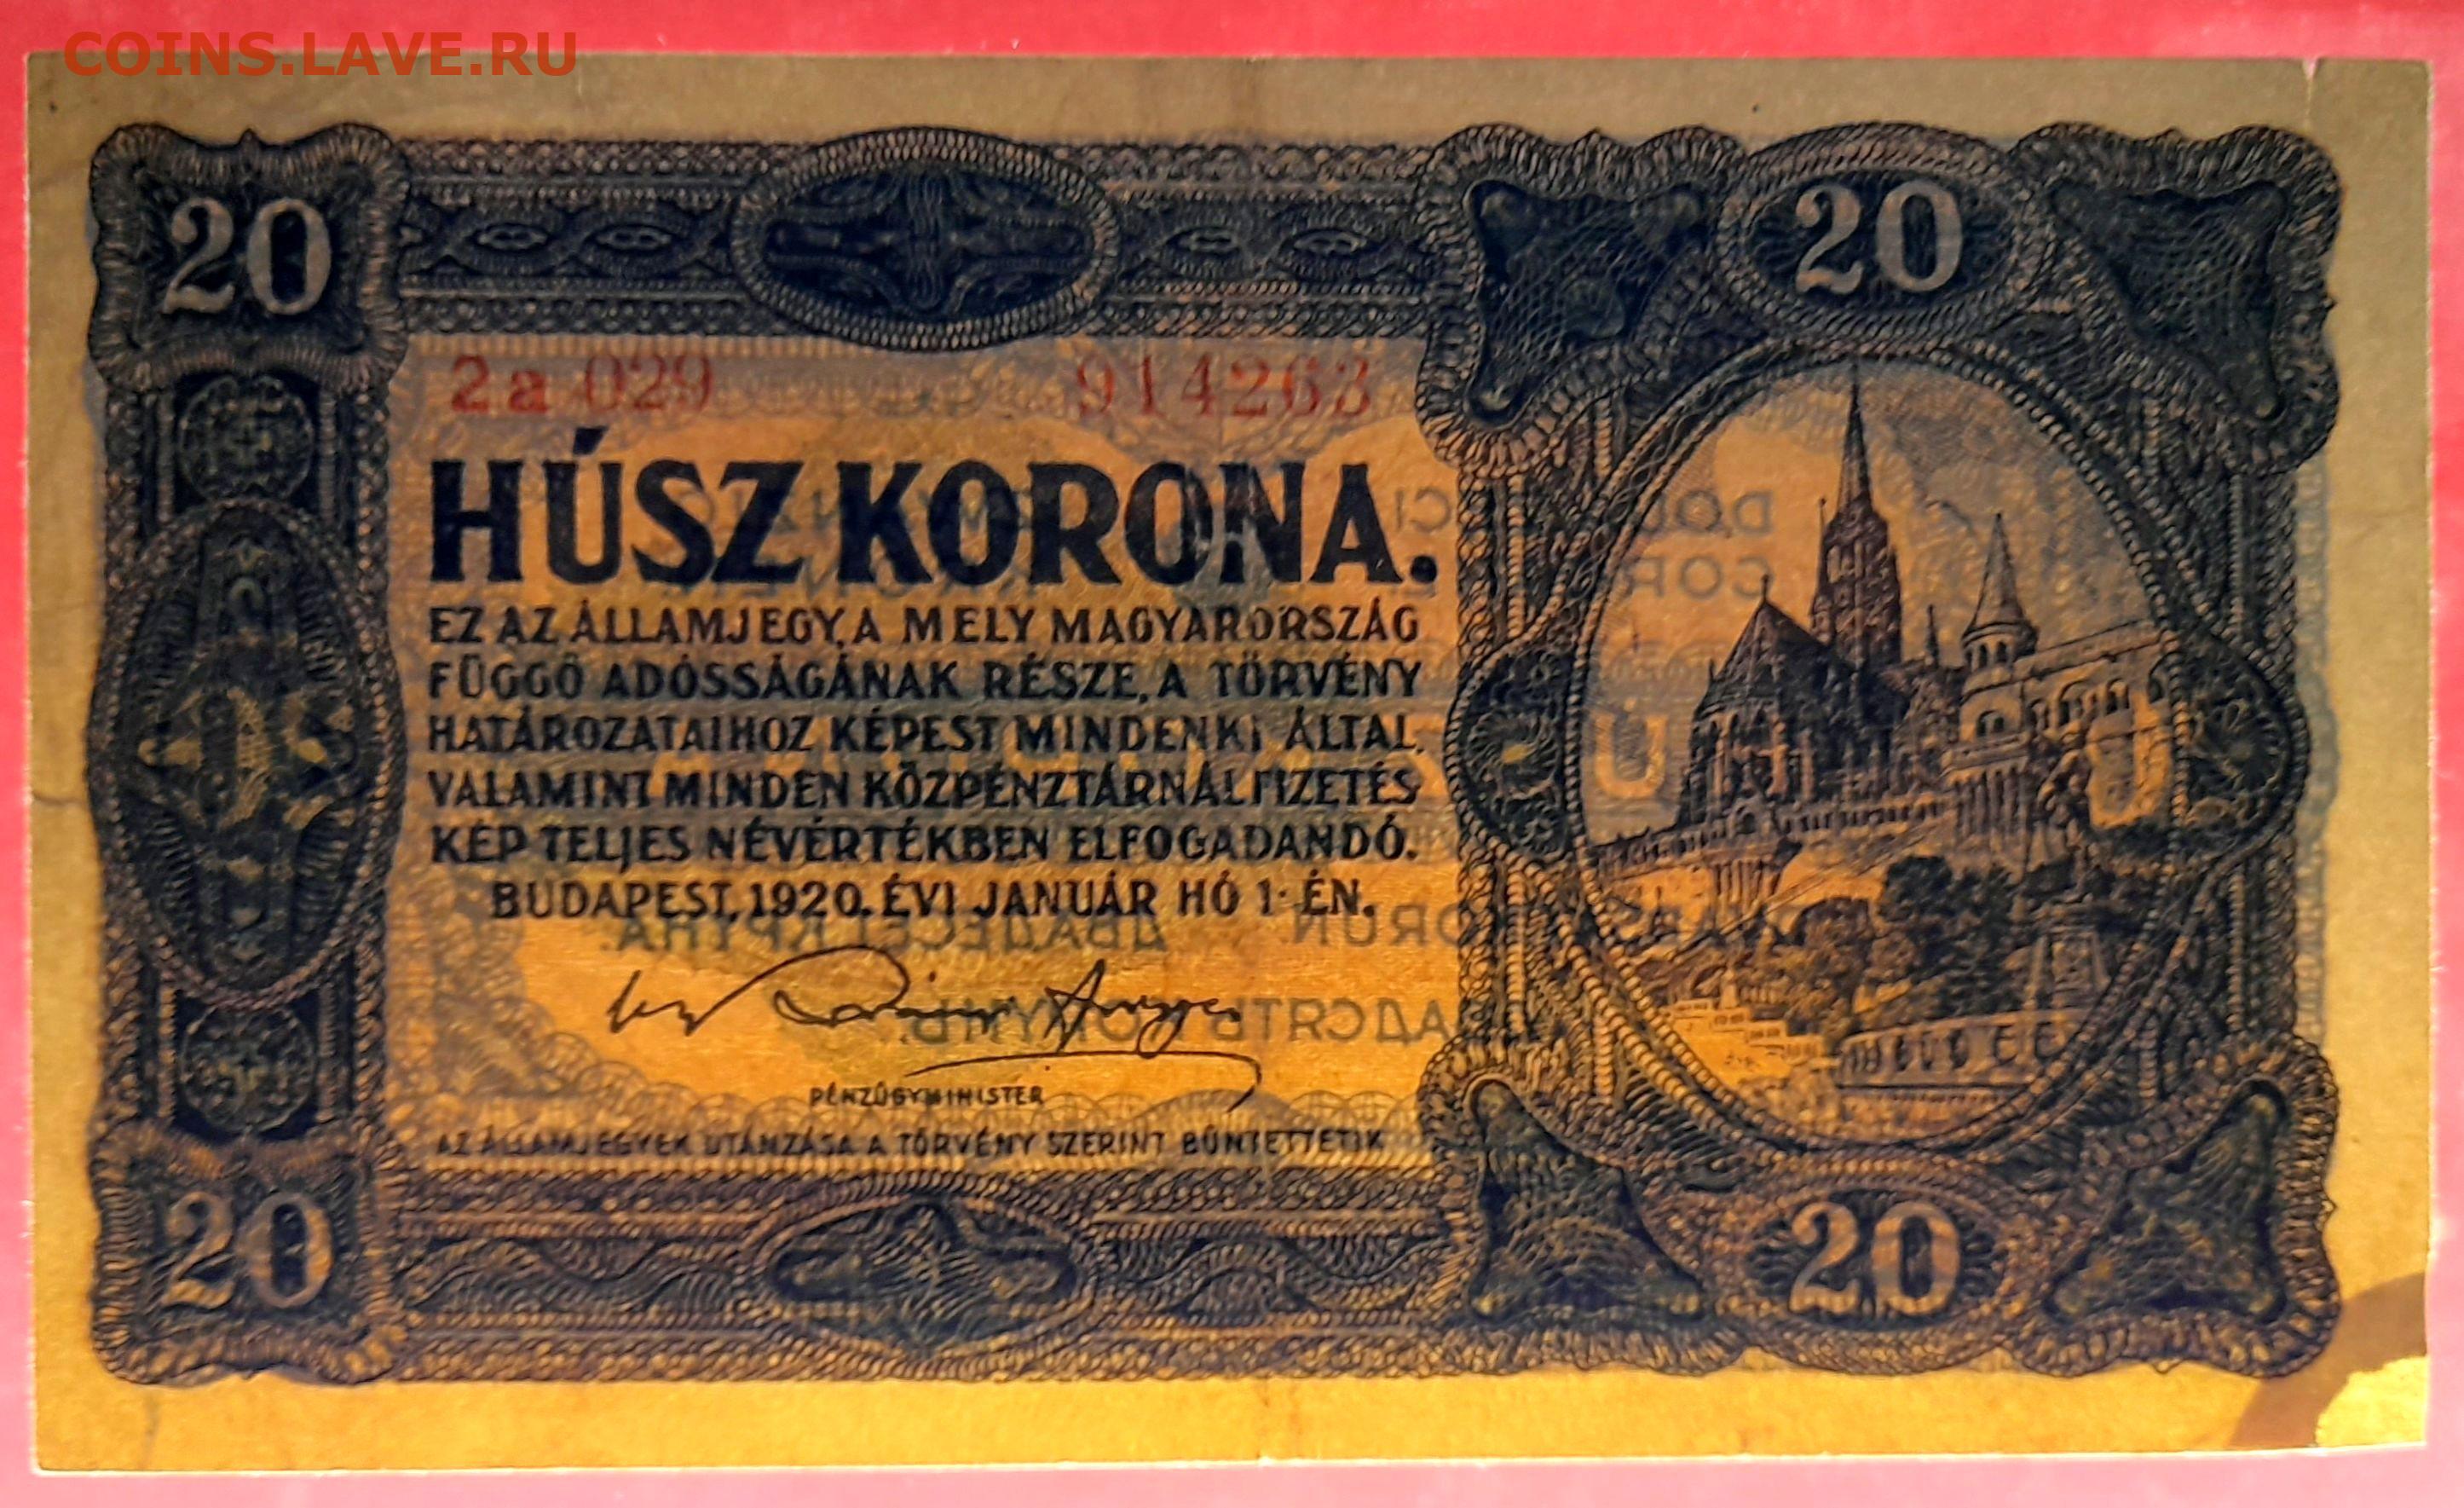 COINS.LAVE.RU
20
20
2a 029 914263
HÚSZ KORONA.
EZ AZ ÁLLAMJEGY, A MELY MAGYARORSZÁG
FÜGGŐ ADÓSSÁGÁNAK RÉSZE, A TÖRVÉNY
HATÁROZATAIHOZ KÉPEST MINDENKI ÁLTAL,
VALAMINT MINDEN KÖZPÉNZTÁRNÁL FIZETÉS
KÉP TELJES NÉVÉRTÉKBEN ELFOGADANDÓ.
BUDAPEST, 1920. ÉVI JANUÁR HÓ 1-ÉN.
PÉNZÜGYMINISTER
AZ ÁLLAMJEGYEK UTÁNZÁSA A TÖRVÉNY SZERINT BÜNTETTETIK
20
20